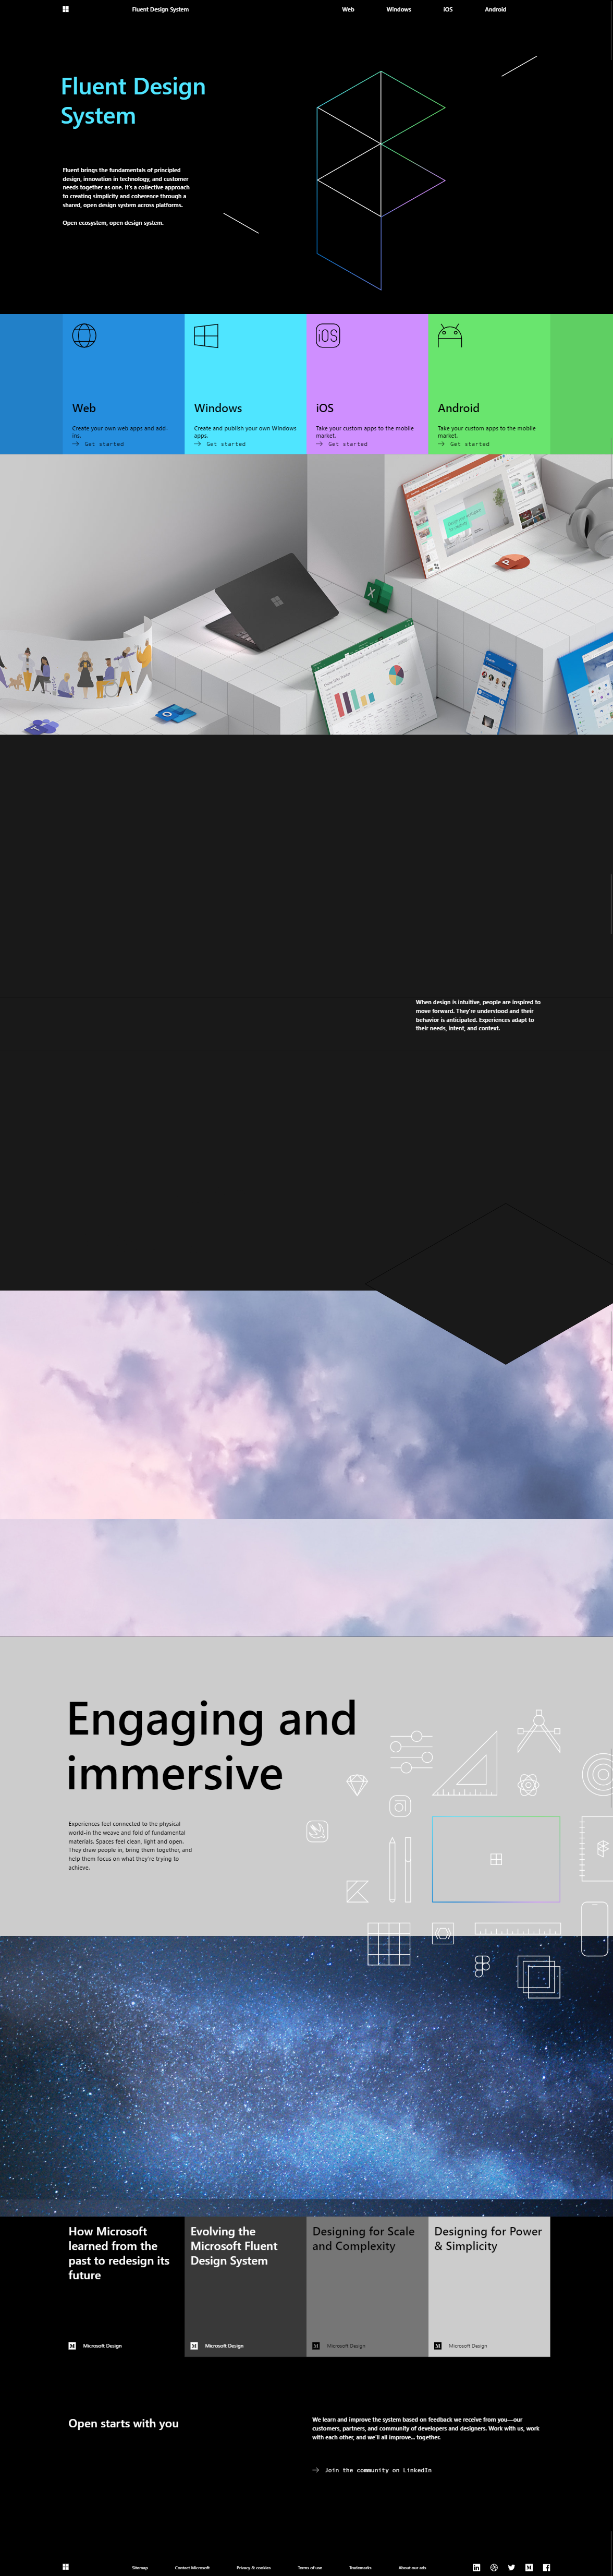 Fluent Design System
Web
Windows
iOS
Android
Fluent Design
System
Fluent brings the fundamentals of principled
design, innovation in technology, and customer
needs together as one. It's a collective approach
to creating simplicity and coherence through a
shared, open design system across platforms.
Open ecosystem, open design system.
Web
Create your own web apps and add-
ins.
Get started
Windows
Create and publish your own Windows
apps.
Get started
iOS
iOS
Take your custom apps to the mobile
market.
Get started
Android
Take your custom apps to the mobile
market.
Get started
When design is intuitive, people are inspired to
move forward. They're understood and their
behavior is anticipated. Experiences adapt to
their needs, intent, and context.
Engaging and
immersive
Experiences feel connected to the physical
world-in the weave and fold of fundamental
materials. Spaces feel clean, light and open.
They draw people in, bring them together, and
help them focus on what they're trying to
achieve.
How Microsoft
learned from the
past to redesign its
future
Microsoft Design
Evolving the
Microsoft Fluent
Design System
Microsoft Design
Designing for Scale
and Complexity
Microsoft Design
Designing for Power
& Simplicity
Microsoft Design
Open starts with you
We learn and improve the system based on feedback we receive from you—our
customers, partners, and community of developers and designers. Work with us, work
with each other, and we'll all improve... together.
Join the community on LinkedIn
Sitemap
Contact Microsoft
Privacy & cookies
Terms of use
Trademarks
About our ads